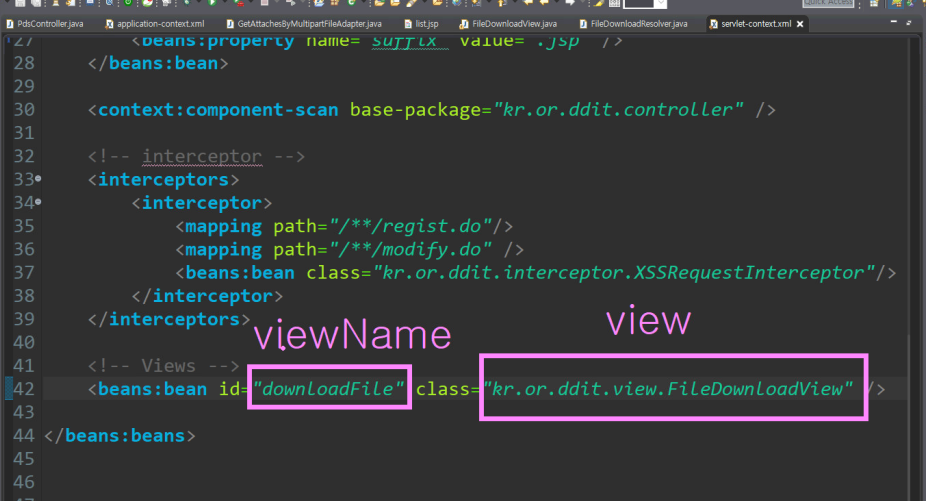 Quick Access
PdsController.java application-context.xml GetAttachesByMultipartFileAdapter.java list.jsp FileDownloadView.java FileDownloadResolver.java servlet-context.xml
27 <beans:property name="suffix" value=".jsp" />
28 </beans:bean>
29
30 <context:component-scan base-package="kr.or.ddit.controller" />
31
32 <!-- interceptor -->
33 <interceptors>
34 <interceptor>
35 <mapping path="/**/regist.do"/>
36 <mapping path="/**/modify.do" />
37 <beans:bean class="kr.or.ddit.interceptor.XSSRequestInterceptor"/>
38 </interceptor>
39 </interceptors>
viewName view
40
41 <!-- Views -->
42 <beans:bean id="downloadFile" class="kr.or.ddit.view.FileDownloadView" />
43
44 </beans:beans>
45
46
47